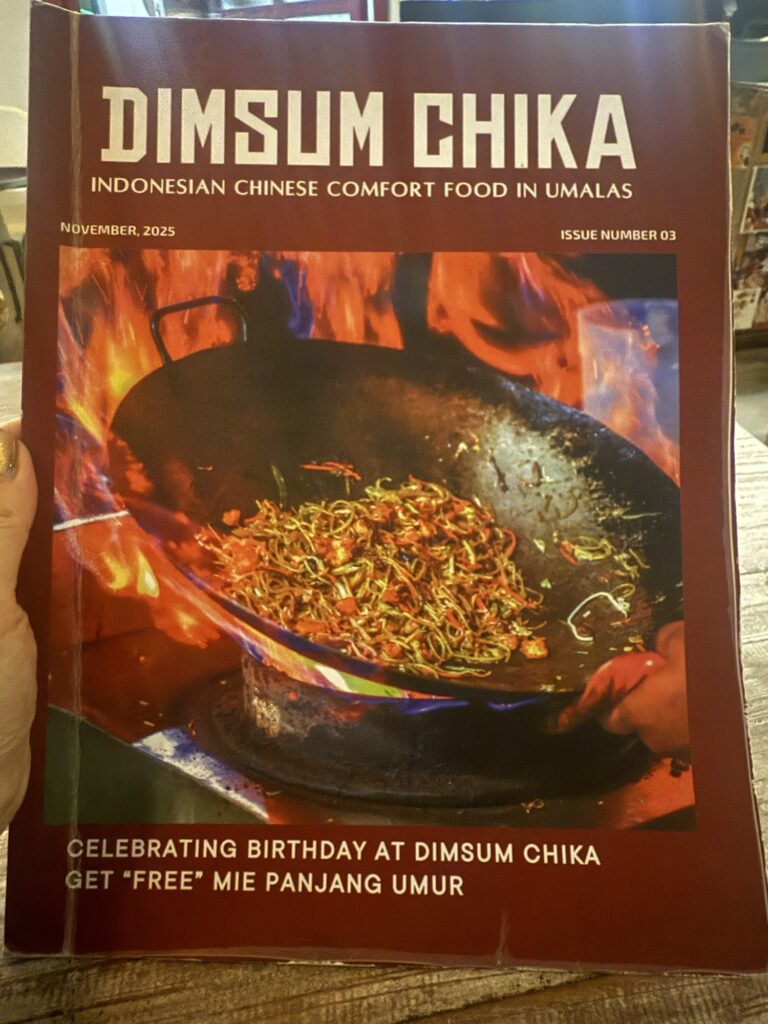 DIMSUM CHIKA
INDONESIAN CHINESE COMFORT FOOD IN UMALAS
NOVEMBER, 2025
ISSUE NUMBER 03
CELEBRATING BIRTHDAY AT DIMSUM CHIKA
GET “FREE” MIE PANJANG UMUR